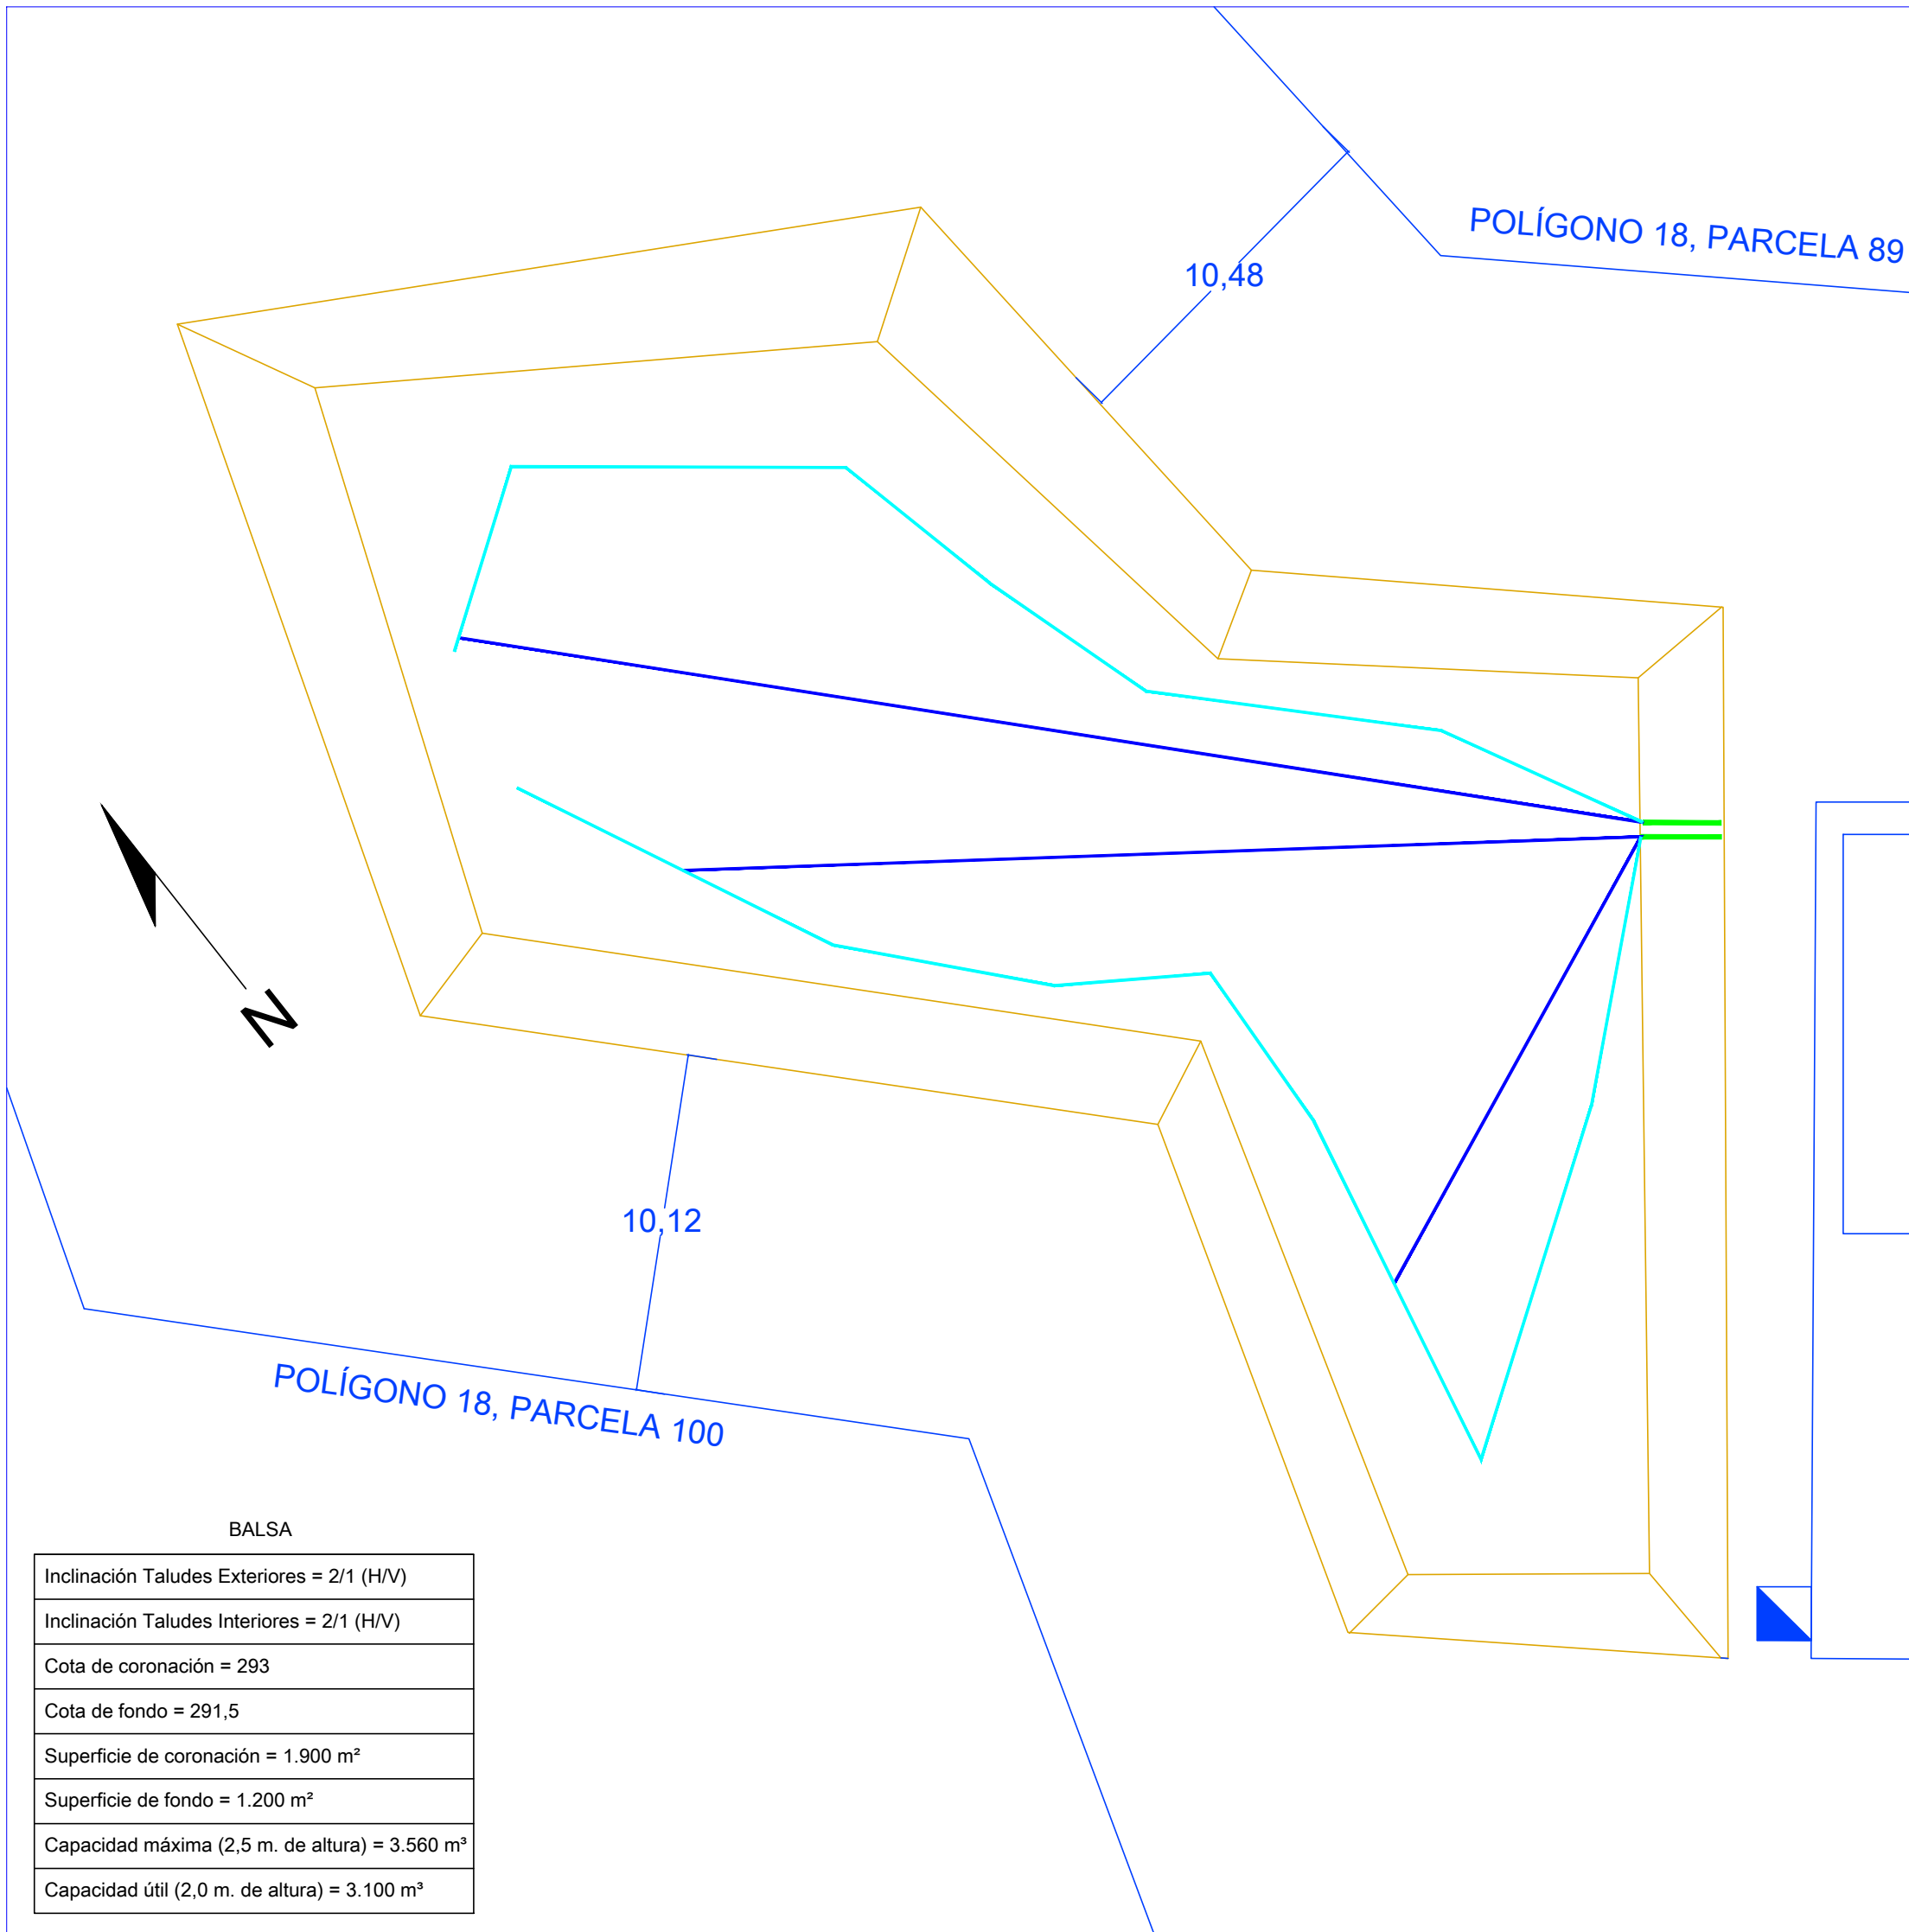 POLÍGONO 18, PARCELA 89
10,48
N
10,12
POLÍGONO 18, PARCELA 100
BALSA
Inclinación Taludes Exteriores = 2/1 (H/V)
Inclinación Taludes Interiores = 2/1 (H/V)
Cota de coronación = 293
Cota de fondo = 291,5
Superficie de coronación = 1.900 m²
Superficie de fondo = 1.200 m²
Capacidad máxima (2,5 m. de altura) = 3.560 m³
Capacidad útil (2,0 m. de altura) = 3.100 m³